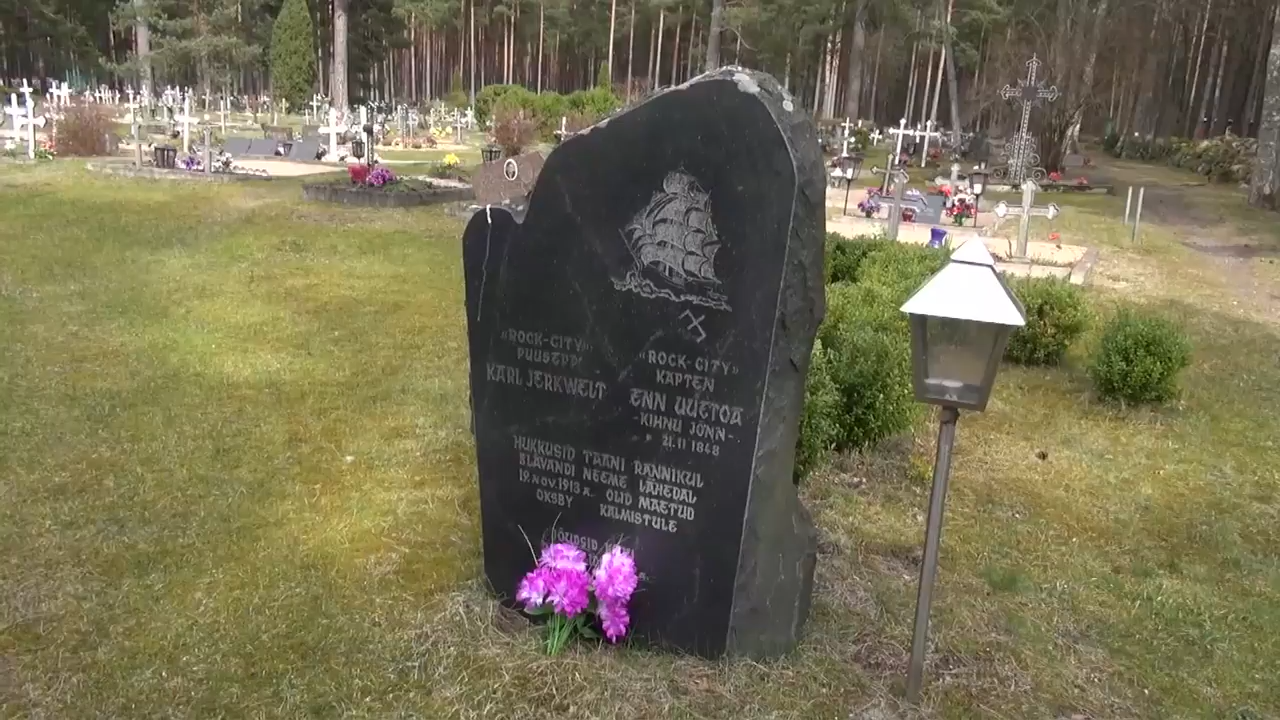 «ROCK-CITY»
PUUSEPP
KARL JERKWELT
«ROCK-CITY»
KAPTEN
ENN UUETOA
-KIHNU JÕNN-
* 21.11 1848
HUKKUSID TAANI RANNIKUL
BLÅVANDI NEEME LÄHEDAL
19.NOV.1913 A. OLID MAETUD
OKSBY KALMISTULE
JÕUDSID